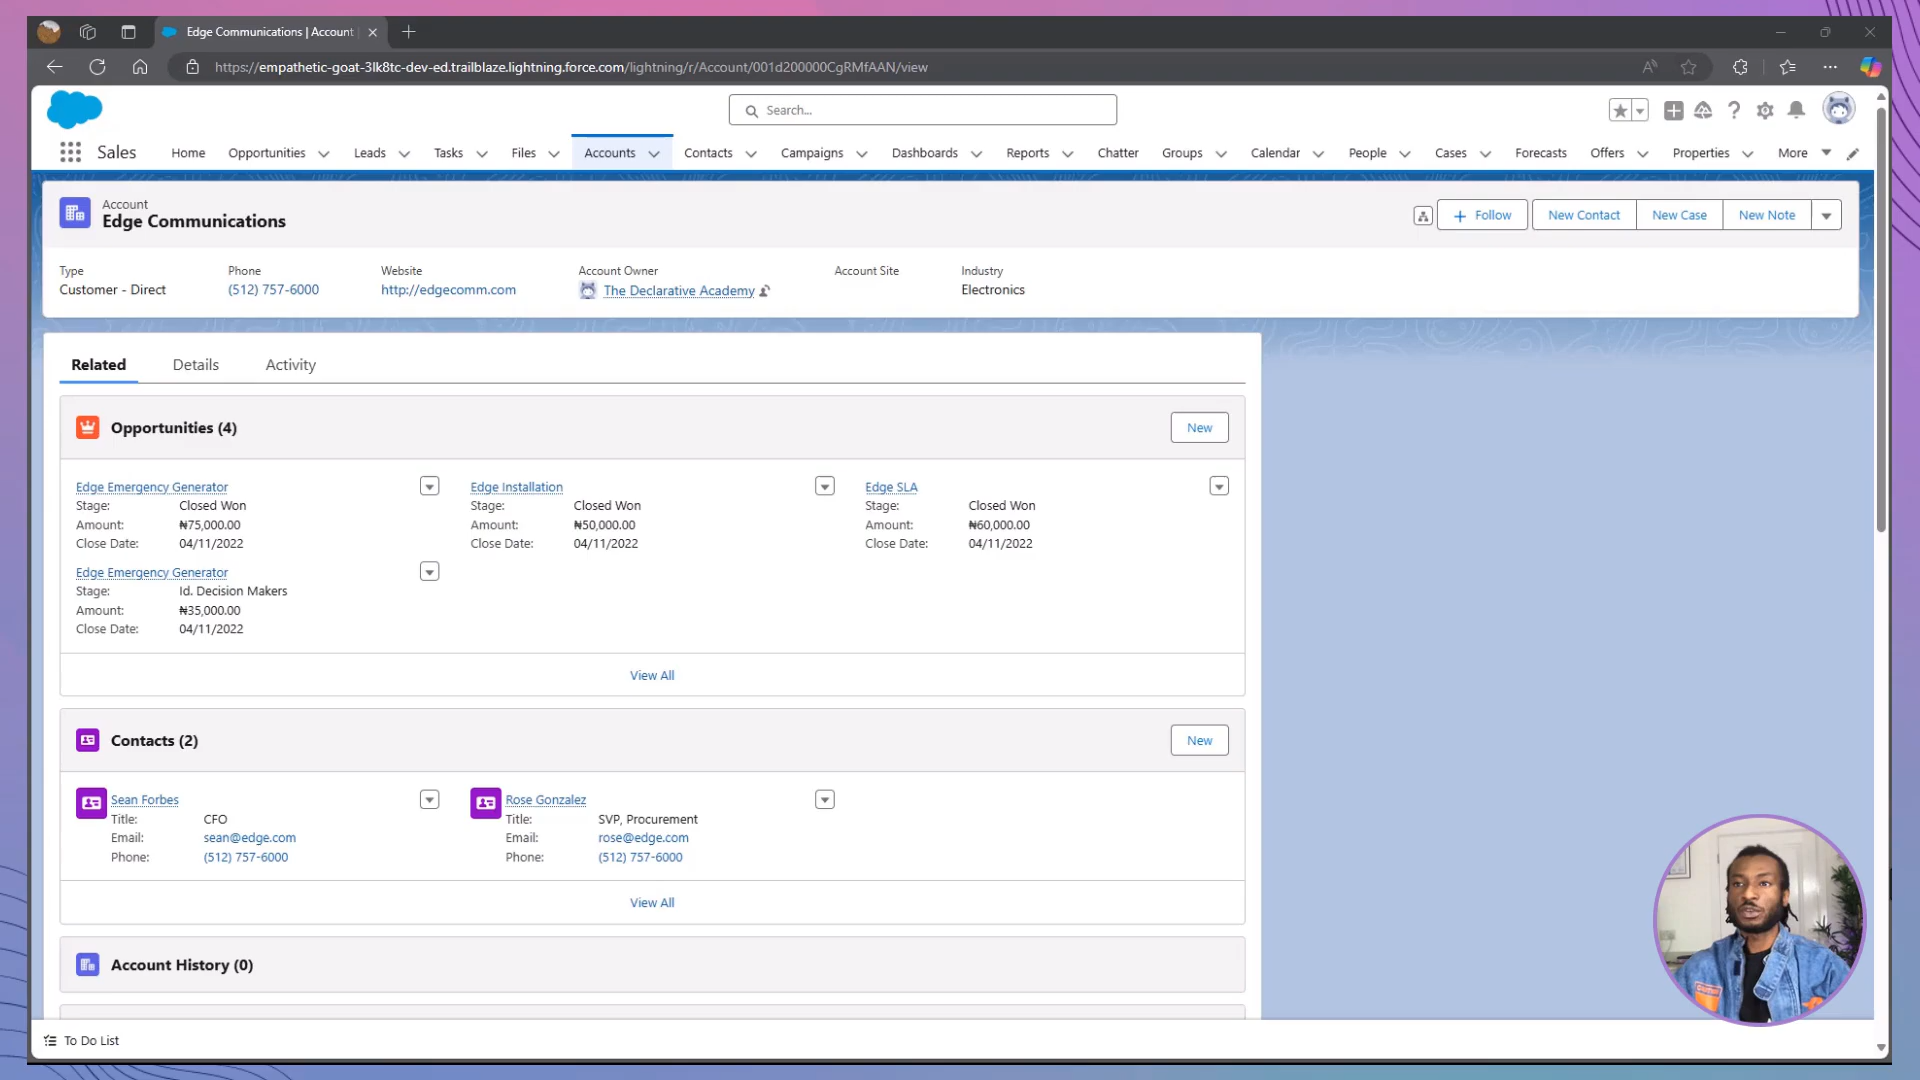 Edge Communications | Account
https://empathetic-goat-3lk8tc-dev-ed.trailblaze.lightning.force.com/lightning/r/Account/001d200000CgRMfAAN/view
Search...
Sales Home Opportunities Leads Tasks Files Accounts Contacts Campaigns Dashboards Reports Chatter Groups Calendar People Cases Forecasts Offers Properties More
Account
Edge Communications
Follow New Contact New Case New Note
Type Phone Website Account Owner Account Site Industry
Customer - Direct (512) 757-6000 http://edgecomm.com The Declarative Academy Electronics
Related Details Activity
Opportunities (4) New
Edge Emergency Generator Edge Installation Edge SLA
Stage: Closed Won Stage: Closed Won Stage: Closed Won
Amount: ₦75,000.00 Amount: ₦50,000.00 Amount: ₦60,000.00
Close Date: 04/11/2022 Close Date: 04/11/2022 Close Date: 04/11/2022
Edge Emergency Generator
Stage: Id. Decision Makers
Amount: ₦35,000.00
Close Date: 04/11/2022
View All
Contacts (2) New
Sean Forbes Rose Gonzalez
Title: CFO Title: SVP, Procurement
Email: sean@edge.com Email: rose@edge.com
Phone: (512) 757-6000 Phone: (512) 757-6000
View All
Account History (0)
To Do List